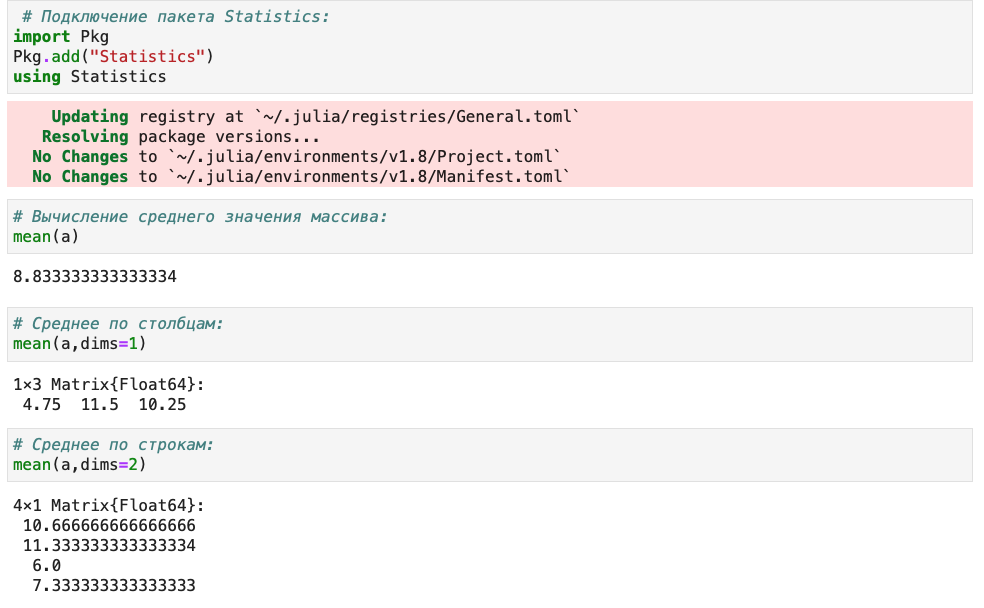 # Подключение пакета Statistics:
import Pkg
Pkg.add("Statistics")
using Statistics
Updating registry at `~/.julia/registries/General.toml`
Resolving package versions...
No Changes to `~/.julia/environments/v1.8/Project.toml`
No Changes to `~/.julia/environments/v1.8/Manifest.toml`
# Вычисление среднего значения массива:
mean(a)
8.833333333333334
# Среднее по столбцам:
mean(a,dims=1)
1×3 Matrix{Float64}:
4.75  11.5  10.25
# Среднее по строкам:
mean(a,dims=2)
4×1 Matrix{Float64}:
10.666666666666666
11.333333333333334
6.0
7.333333333333333